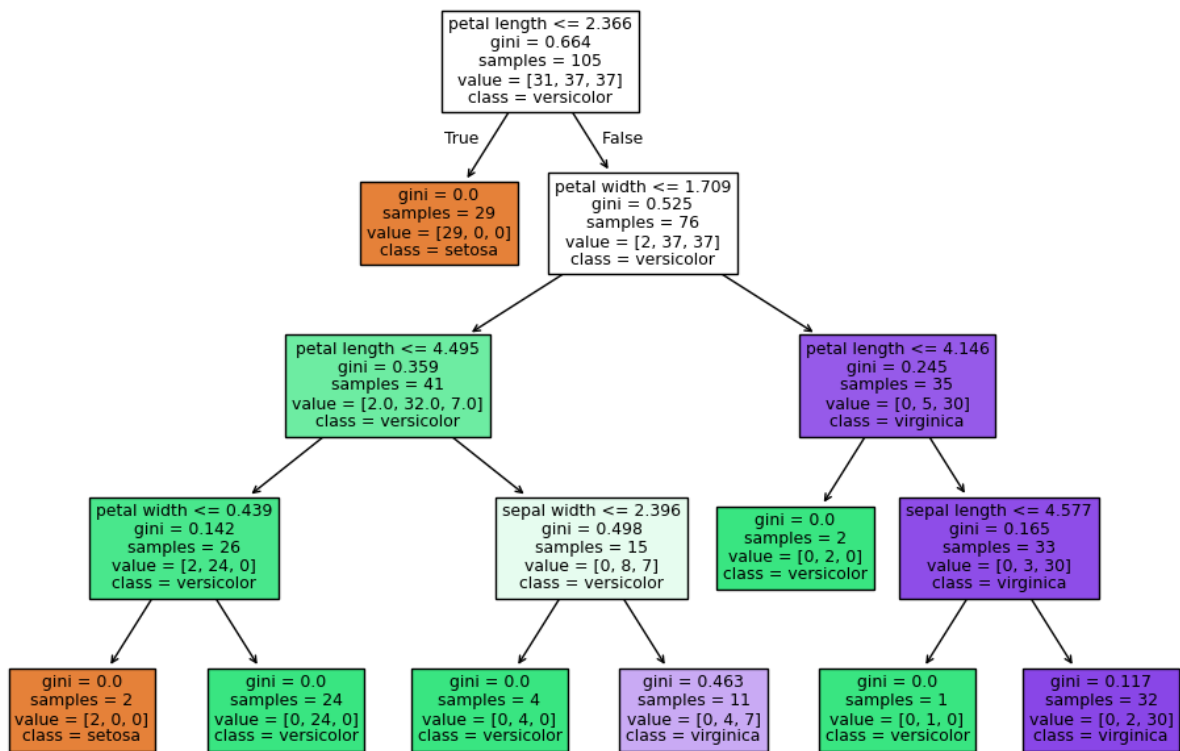 petal length <= 2.366
gini = 0.664
samples = 105
value = [31, 37, 37]
class = versicolor
True
False
gini = 0.0
samples = 29
value = [29, 0, 0]
class = setosa
petal width <= 1.709
gini = 0.525
samples = 76
value = [2, 37, 37]
class = versicolor
petal length <= 4.495
gini = 0.359
samples = 41
value = [2.0, 32.0, 7.0]
class = versicolor
petal length <= 4.146
gini = 0.245
samples = 35
value = [0, 5, 30]
class = virginica
petal width <= 0.439
gini = 0.142
samples = 26
value = [2, 24, 0]
class = versicolor
sepal width <= 2.396
gini = 0.498
samples = 15
value = [0, 8, 7]
class = versicolor
gini = 0.0
samples = 2
value = [0, 2, 0]
class = versicolor
sepal length <= 4.577
gini = 0.165
samples = 33
value = [0, 3, 30]
class = virginica
gini = 0.0
samples = 2
value = [2, 0, 0]
class = setosa
gini = 0.0
samples = 24
value = [0, 24, 0]
class = versicolor
gini = 0.0
samples = 4
value = [0, 4, 0]
class = versicolor
gini = 0.463
samples = 11
value = [0, 4, 7]
class = virginica
gini = 0.0
samples = 1
value = [0, 1, 0]
class = versicolor
gini = 0.117
samples = 32
value = [0, 2, 30]
class = virginica